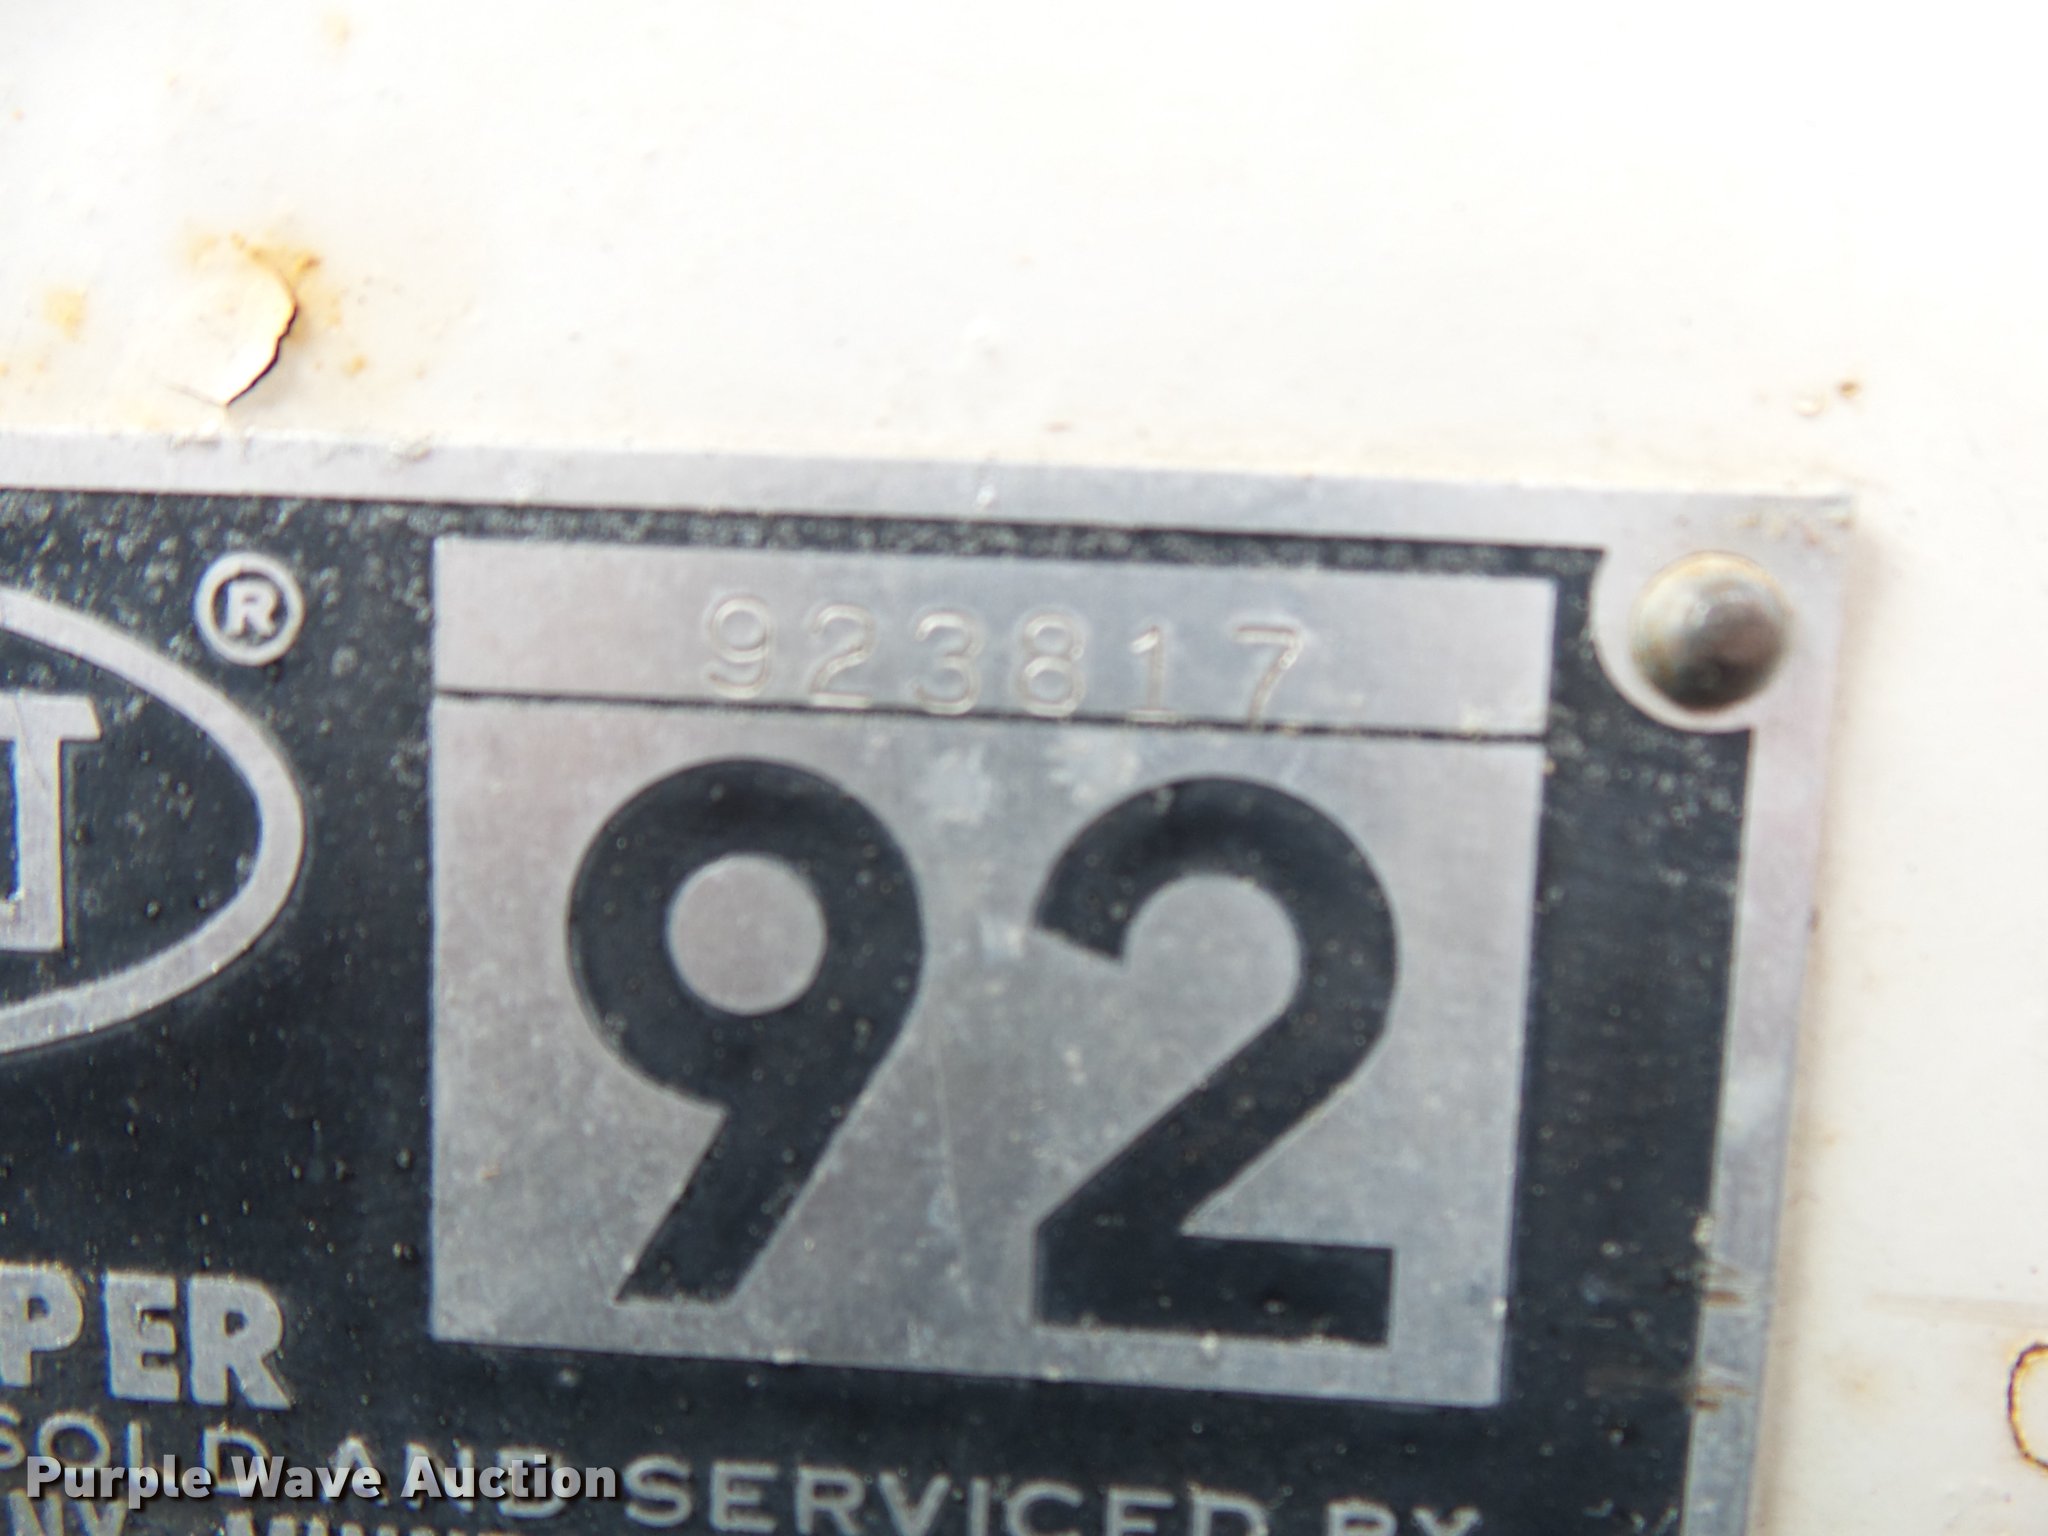 ®
923817
92
PER
SOLD AND SERVICED BY
Purple Wave Auction